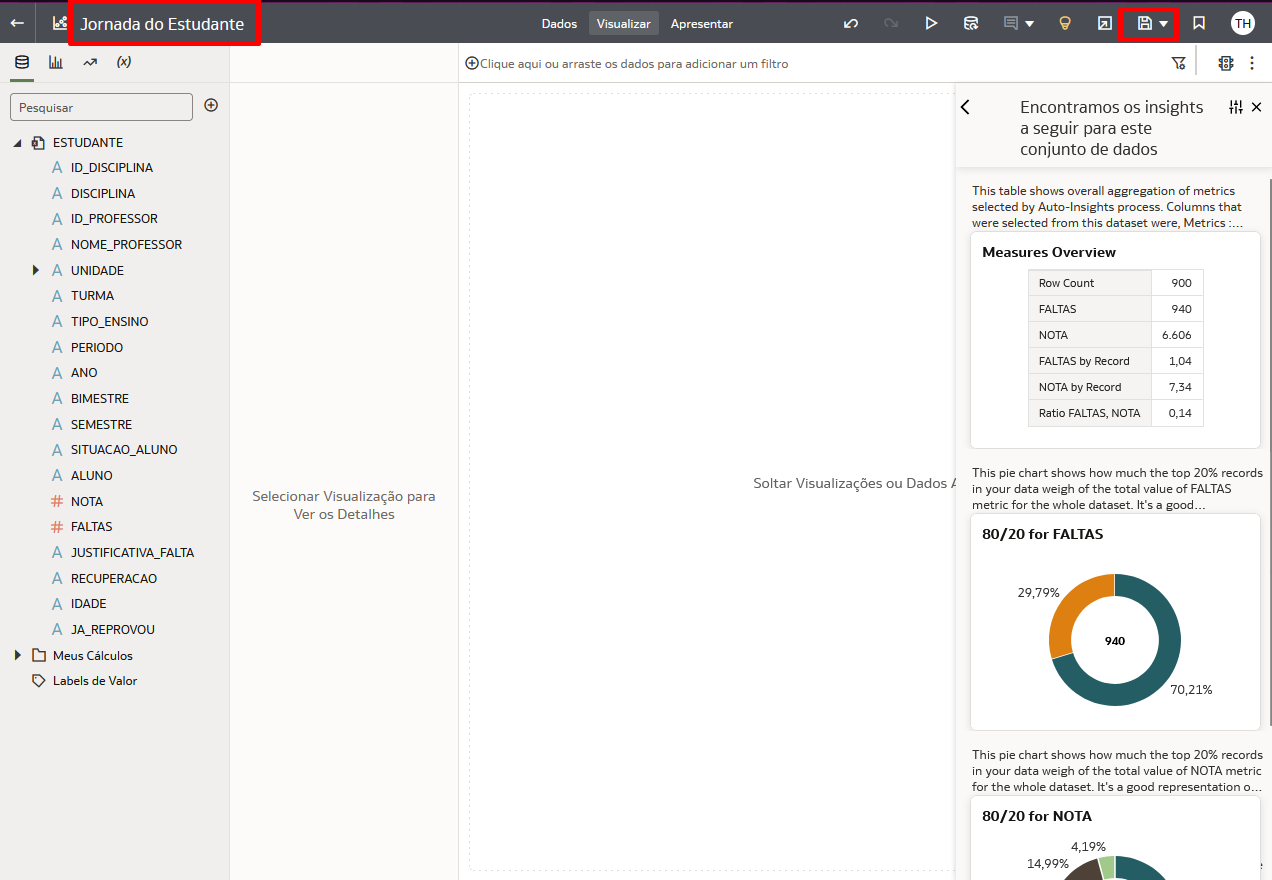 Jornada do Estudante
Dados
Visualizar
Apresentar
TH
(x)
Clique aqui ou arraste os dados para adicionar um filtro
Pesquisar
ESTUDANTE
A ID_DISCIPLINA
A DISCIPLINA
A ID_PROFESSOR
A NOME_PROFESSOR
A UNIDADE
A TURMA
A TIPO_ENSINO
A PERIODO
A ANO
A BIMESTRE
A SEMESTRE
A SITUACAO_ALUNO
A ALUNO
# NOTA
# FALTAS
A JUSTIFICATIVA_FALTA
A RECUPERACAO
A IDADE
A JA_REPROVOU
Meus Cálculos
Labels de Valor
Selecionar Visualização para
Ver os Detalhes
Soltar Visualizações ou Dados A
Encontramos os insights
a seguir para este
conjunto de dados
This table shows overall aggregation of metrics
selected by Auto-Insights process. Columns that
were selected from this dataset were, Metrics :...
Measures Overview
Row Count 900
FALTAS 940
NOTA 6.606
FALTAS by Record 1,04
NOTA by Record 7,34
Ratio FALTAS, NOTA 0,14
This pie chart shows how much the top 20% records
in your data weigh of the total value of FALTAS
metric for the whole dataset. It's a good...
80/20 for FALTAS
29,79%
940
70,21%
This pie chart shows how much the top 20% records
in your data weigh of the total value of NOTA metric
for the whole dataset. It's a good representation o...
80/20 for NOTA
4,19%
14,99%